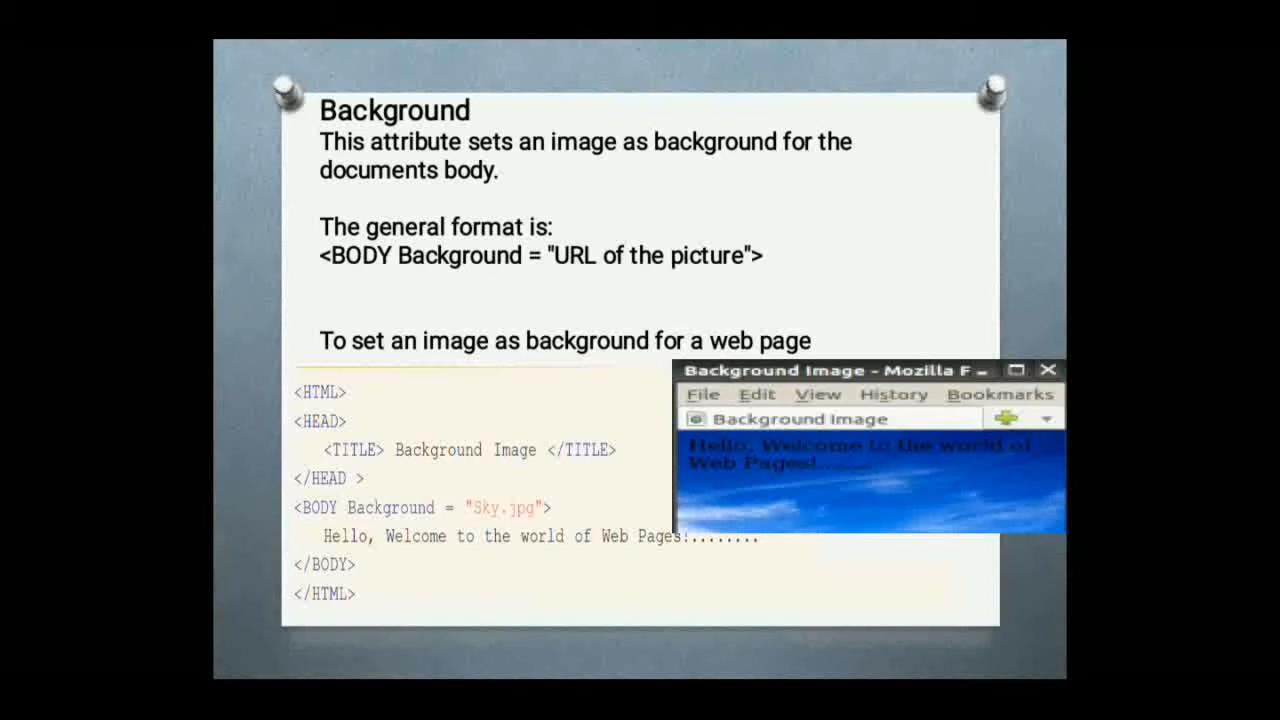 Background
This attribute sets an image as background for the
documents body.
The general format is:
<BODY Background = "URL of the picture">
To set an image as background for a web page
<HTML>
<HEAD>
<TITLE> Background Image </TITLE>
</HEAD >
<BODY Background = "Sky.jpg">
Hello, Welcome to the world of Web Pages!........
</BODY>
</HTML>
Background Image - Mozilla F
File Edit View History Bookmarks
Background Image
Hello, Welcome to the world of
Web Pages!........